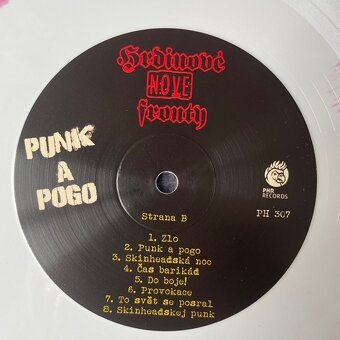 Hrdinové
NOVÉ
fronty
PUNK
A
POGO
PHR
RECORDS
Strana B
PH 307
1. Zlo
2. Punk a pogo
3. Skinheadská noc
4. Čas barikád
5. Do boje!
6. Provokace
7. To svět se posral
8. Skinheadskej punk